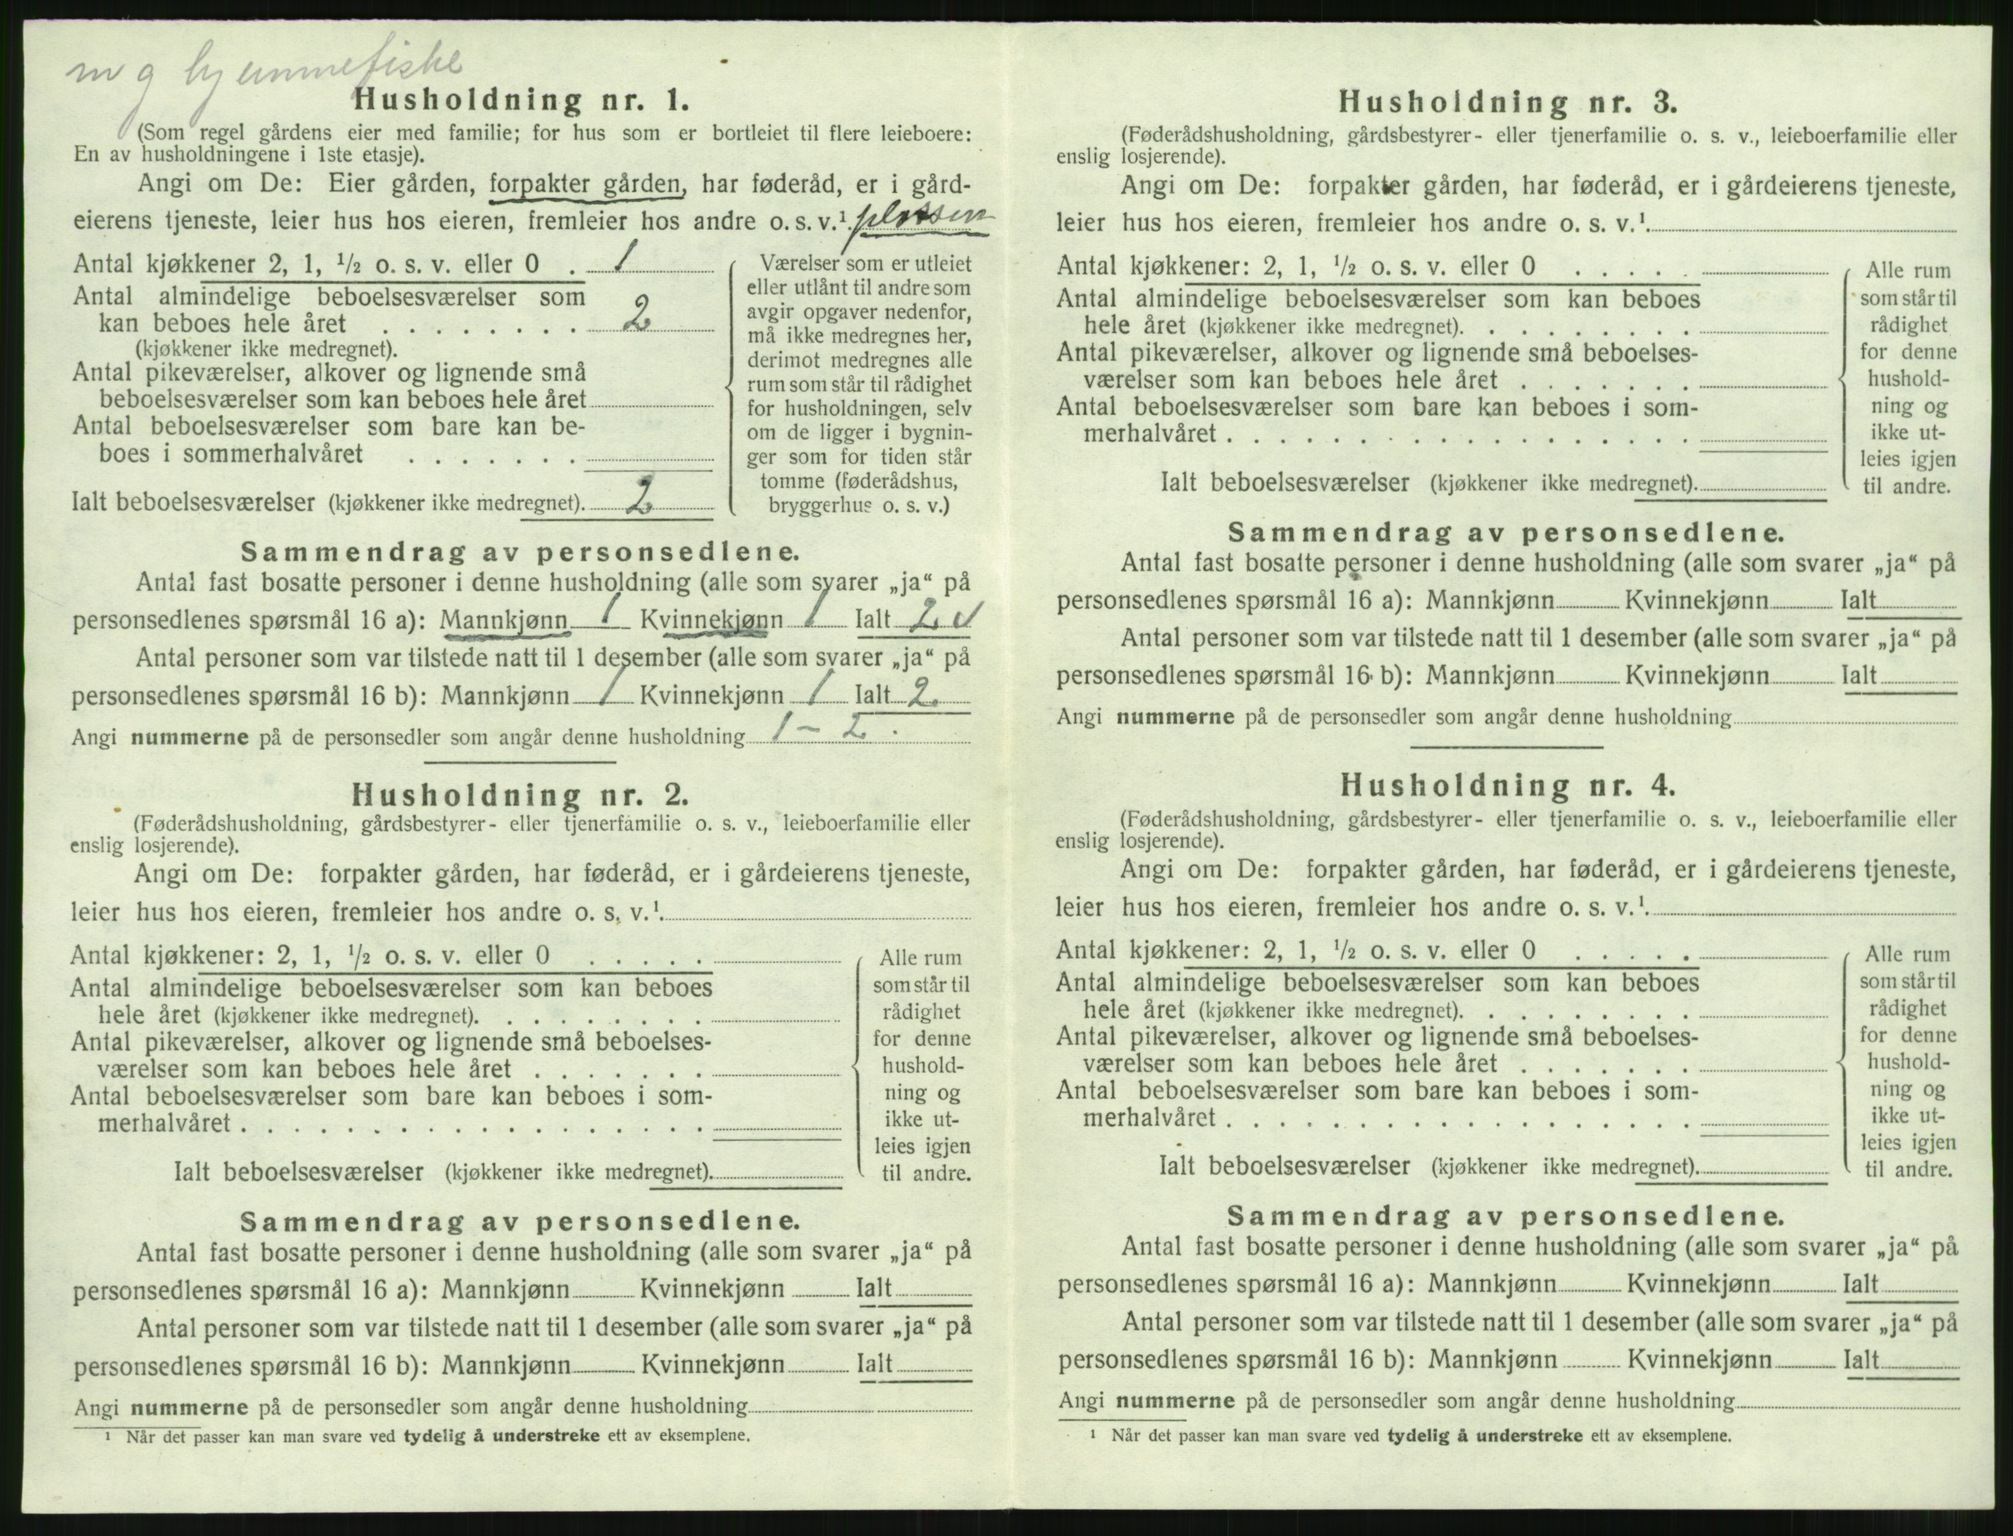 m g hjemmefiske
Husholdning nr. 1.
(Som regel gårdens eier med familie; for hus som er bortleiet til flere leieboere:
En av husholdningene i 1ste etasje).
Angi om De: Eier gården, forpakter gården, har føderåd, er i gård-
eierens tjeneste, leier hus hos eieren, fremleier hos andre o. s. v.¹ plassen
Antal kjøkkener 2, 1, ½ o. s. v. eller 0 . 1
Antal almindelige beboelsesværelser som
kan beboes hele året . . . . . . . . 2
(kjøkkener ikke medregnet).
Antal pikeværelser, alkover og lignende små
beboelsesværelser som kan beboes hele året
Antal beboelsesværelser som bare kan be-
boes i sommerhalvåret . . . . . . .
Ialt beboelsesværelser (kjøkkener ikke medregnet). 2
Værelser som er utleiet
eller utlånt til andre som
avgir opgaver nedenfor,
må ikke medregnes her,
derimot medregnes alle
rum som står til rådighet
for husholdningen, selv
om de ligger i bygnin-
ger som for tiden står
tomme (føderådshus,
bryggerhus o. s. v.)
Sammendrag av personsedlene.
Antal fast bosatte personer i denne husholdning (alle som svarer „ja“ på
personsedlenes spørsmål 16 a): Mannkjønn 1 Kvinnekjønn 1 Ialt 2 √
Antal personer som var tilstede natt til 1 desember (alle som svarer „ja“ på
personsedlenes spørsmål 16 b): Mannkjønn 1 Kvinnekjønn 1 Ialt 2
Angi nummerne på de personsedler som angår denne husholdning 1 – 2 .
Husholdning nr. 2.
(Føderådshusholdning, gårdsbestyrer- eller tjenerfamilie o. s. v., leieboerfamilie eller
enslig losjerende).
Angi om De: forpakter gården, har føderåd, er i gårdeierens tjeneste,
leier hus hos eieren, fremleier hos andre o. s. v.¹
Antal kjøkkener: 2, 1, ½ o. s. v. eller 0 . . . . .
Antal almindelige beboelsesværelser som kan beboes
hele året (kjøkkener ikke medregnet). . . . . . . . .
Antal pikeværelser, alkover og lignende små beboelses-
værelser som kan beboes hele året . . . . . . .
Antal beboelsesværelser som bare kan beboes i som-
merhalvåret . . . . . . . . . . . . . . . . . .
Ialt beboelsesværelser (kjøkkener ikke medregnet).
Alle rum
som står til
rådighet
for denne
hushold-
ning og
ikke ut-
leies igjen
til andre.
Sammendrag av personsedlene.
Antal fast bosatte personer i denne husholdning (alle som svarer „ja“ på
personsedlenes spørsmål 16 a): Mannkjønn Kvinnekjønn Ialt
Antal personer som var tilstede natt til 1 desember (alle som svarer „ja“ på
personsedlenes spørsmål 16 b): Mannkjønn Kvinnekjønn Ialt
Angi nummerne på de personsedler som angår denne husholdning
¹ Når det passer kan man svare ved tydelig å understreke ett av eksemplene.
Husholdning nr. 3.
(Føderådshusholdning, gårdsbestyrer- eller tjenerfamilie o. s. v., leieboerfamilie eller
enslig losjerende).
Angi om De: forpakter gården, har føderåd, er i gårdeierens tjeneste,
leier hus hos eieren, fremleier hos andre o. s. v.¹
Antal kjøkkener: 2, 1, ½ o. s. v. eller 0 . . . . .
Antal almindelige beboelsesværelser som kan beboes
hele året (kjøkkener ikke medregnet). . . . . . . . .
Antal pikeværelser, alkover og lignende små beboelses-
værelser som kan beboes hele året . . . . . . .
Antal beboelsesværelser som bare kan beboes i som-
merhalvåret . . . . . . . . . . . . . . . . . .
Ialt beboelsesværelser (kjøkkener ikke medregnet).
Alle rum
som står til
rådighet
for denne
hushold-
ning og
ikke ut-
leies igjen
til andre.
Sammendrag av personsedlene.
Antal fast bosatte personer i denne husholdning (alle som svarer „ja“ på
personsedlenes spørsmål 16 a): Mannkjønn Kvinnekjønn Ialt
Antal personer som var tilstede natt til 1 desember (alle som svarer „ja“ på
personsedlenes spørsmål 16 b): Mannkjønn Kvinnekjønn Ialt
Angi nummerne på de personsedler som angår denne husholdning
Husholdning nr. 4.
(Føderådshusholdning, gårdsbestyrer- eller tjenerfamilie o. s. v., leieboerfamilie eller
enslig losjerende).
Angi om De: forpakter gården, har føderåd, er i gårdeierens tjeneste,
leier hus hos eieren, fremleier hos andre o. s. v.¹
Antal kjøkkener: 2, 1, ½ o. s. v. eller 0 . . . . .
Antal almindelige beboelsesværelser som kan beboes
hele året (kjøkkener ikke medregnet). . . . . . . . .
Antal pikeværelser, alkover og lignende små beboelses-
værelser som kan beboes hele året . . . . . . .
Antal beboelsesværelser som bare kan beboes i som-
merhalvåret . . . . . . . . . . . . . . . . . .
Ialt beboelsesværelser (kjøkkener ikke medregnet).
Alle rum
som står til
rådighet
for denne
hushold-
ning og
ikke ut-
leies igjen
til andre.
Sammendrag av personsedlene.
Antal fast bosatte personer i denne husholdning (alle som svarer „ja“ på
personsedlenes spørsmål 16 a): Mannkjønn Kvinnekjønn Ialt
Antal personer som var tilstede natt til 1 desember (alle som svarer „ja“ på
personsedlenes spørsmål 16 b): Mannkjønn Kvinnekjønn Ialt
Angi nummerne på de personsedler som angår denne husholdning
¹ Når det passer kan man svare ved tydelig å understreke ett av eksemplene.